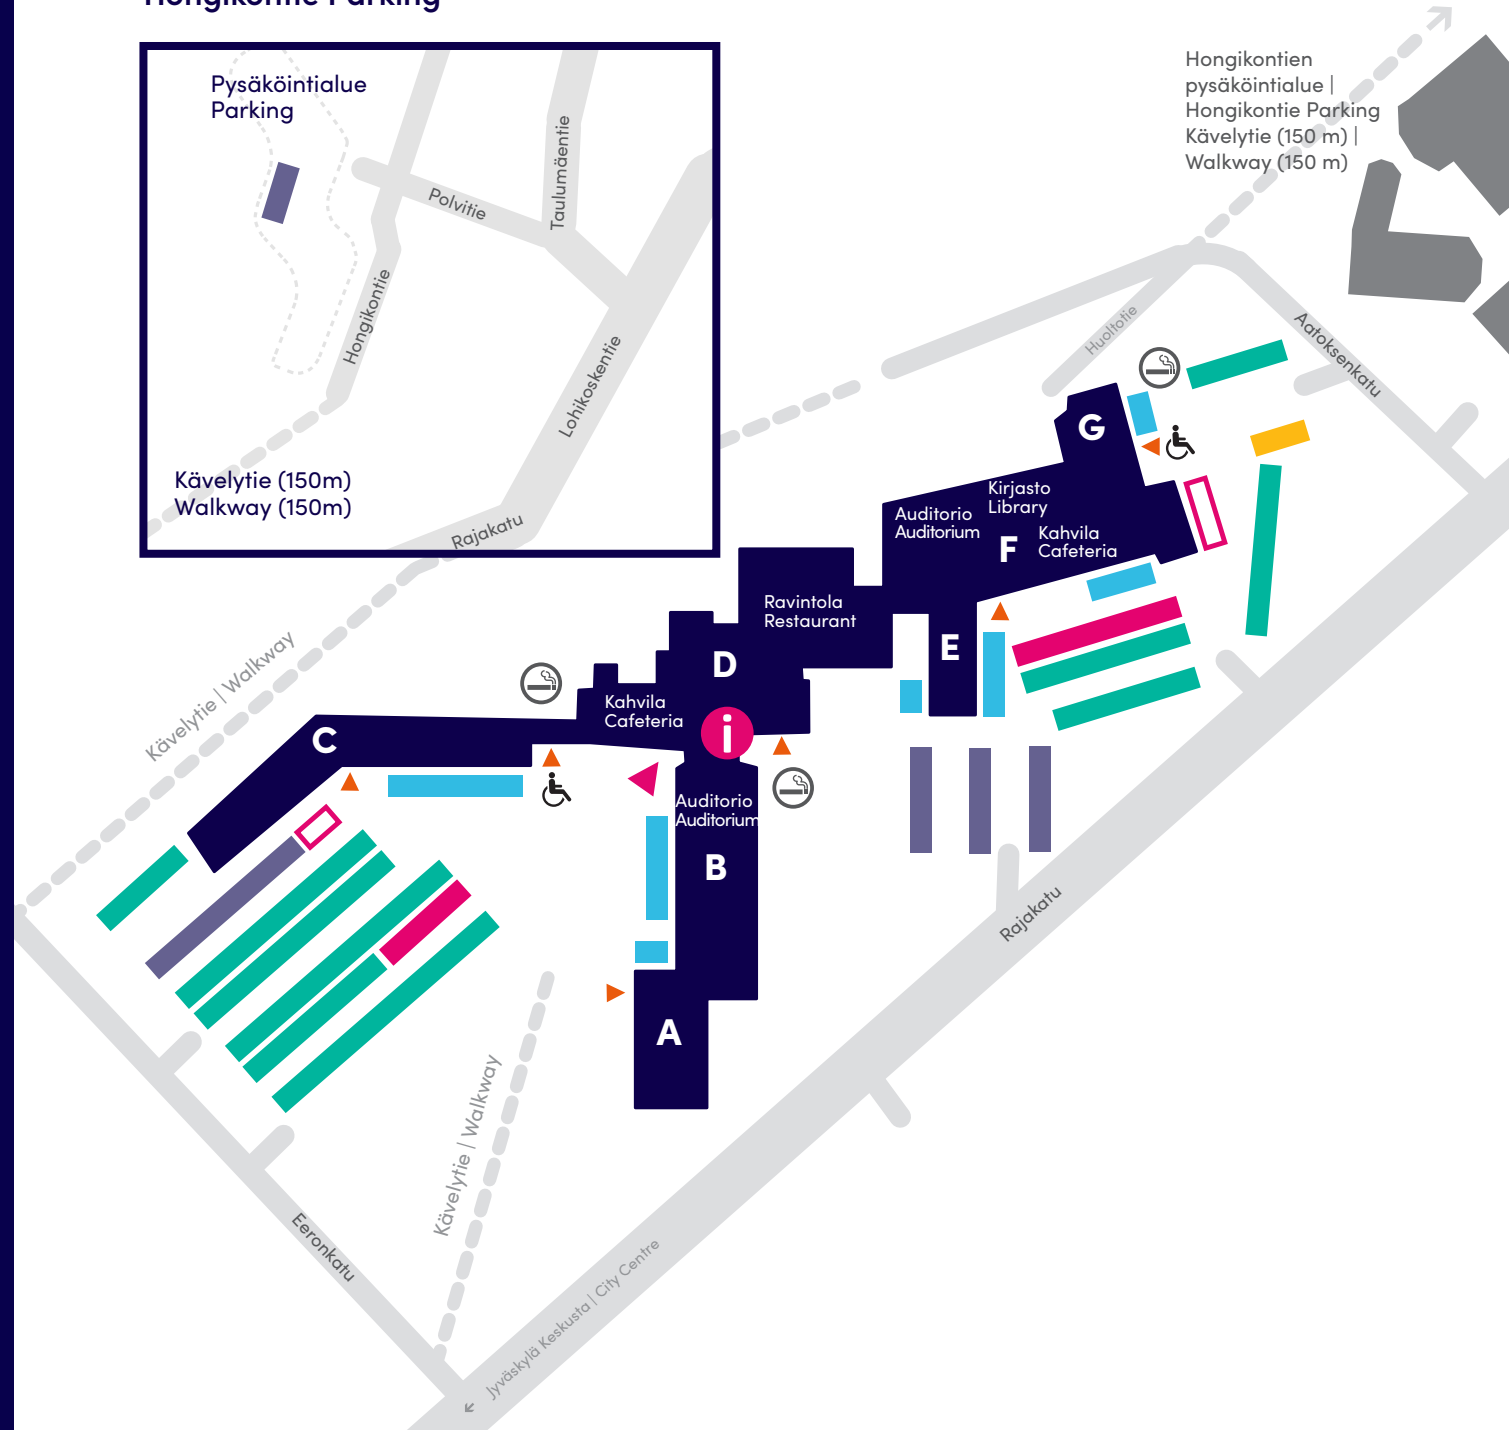 Hongikontie Parking
Pysäköintialue
Parking
Polvitie
Taulumäentie
Hongikontie
Lohikoskentie
Kävelytie (150m)
Walkway (150m)
Rajakatu
Hongikontien
pysäköintialue |
Hongikontie Parking
Kävelytie (150 m) |
Walkway (150 m)
Huoltotie
Aatoksenkatu
G
Kirjasto
Library
Auditorio
Auditorium
F
Kahvila
Cafeteria
Ravintola
Restaurant
E
D
Kahvila
Cafeteria
i
Kävelytie | Walkway
C
Auditorio
Auditorium
B
A
Rajakatu
Kävelytie | Walkway
Eeronkatu
Jyväskylä Keskusta | City Centre